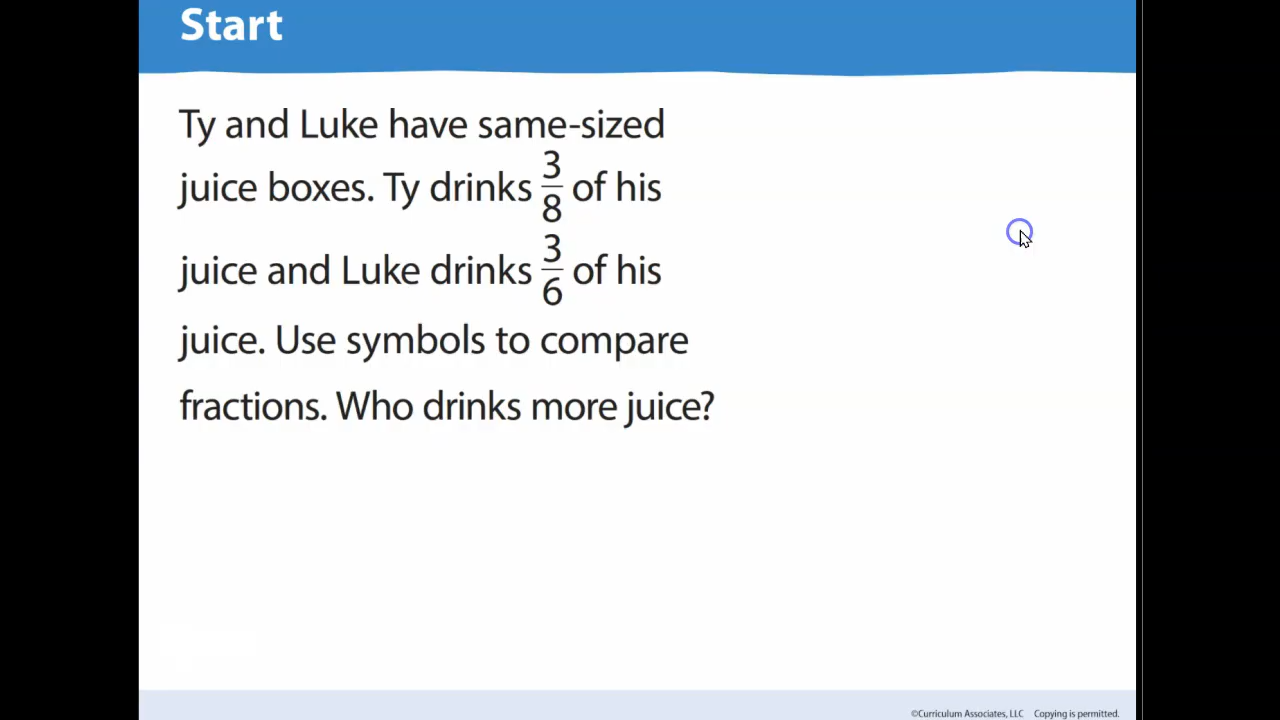 Start
Ty and Luke have same-sized
juice boxes. Ty drinks 3/8 of his
juice and Luke drinks 3/6 of his
juice. Use symbols to compare
fractions. Who drinks more juice?
©Curriculum Associates, LLC Copying is permitted.